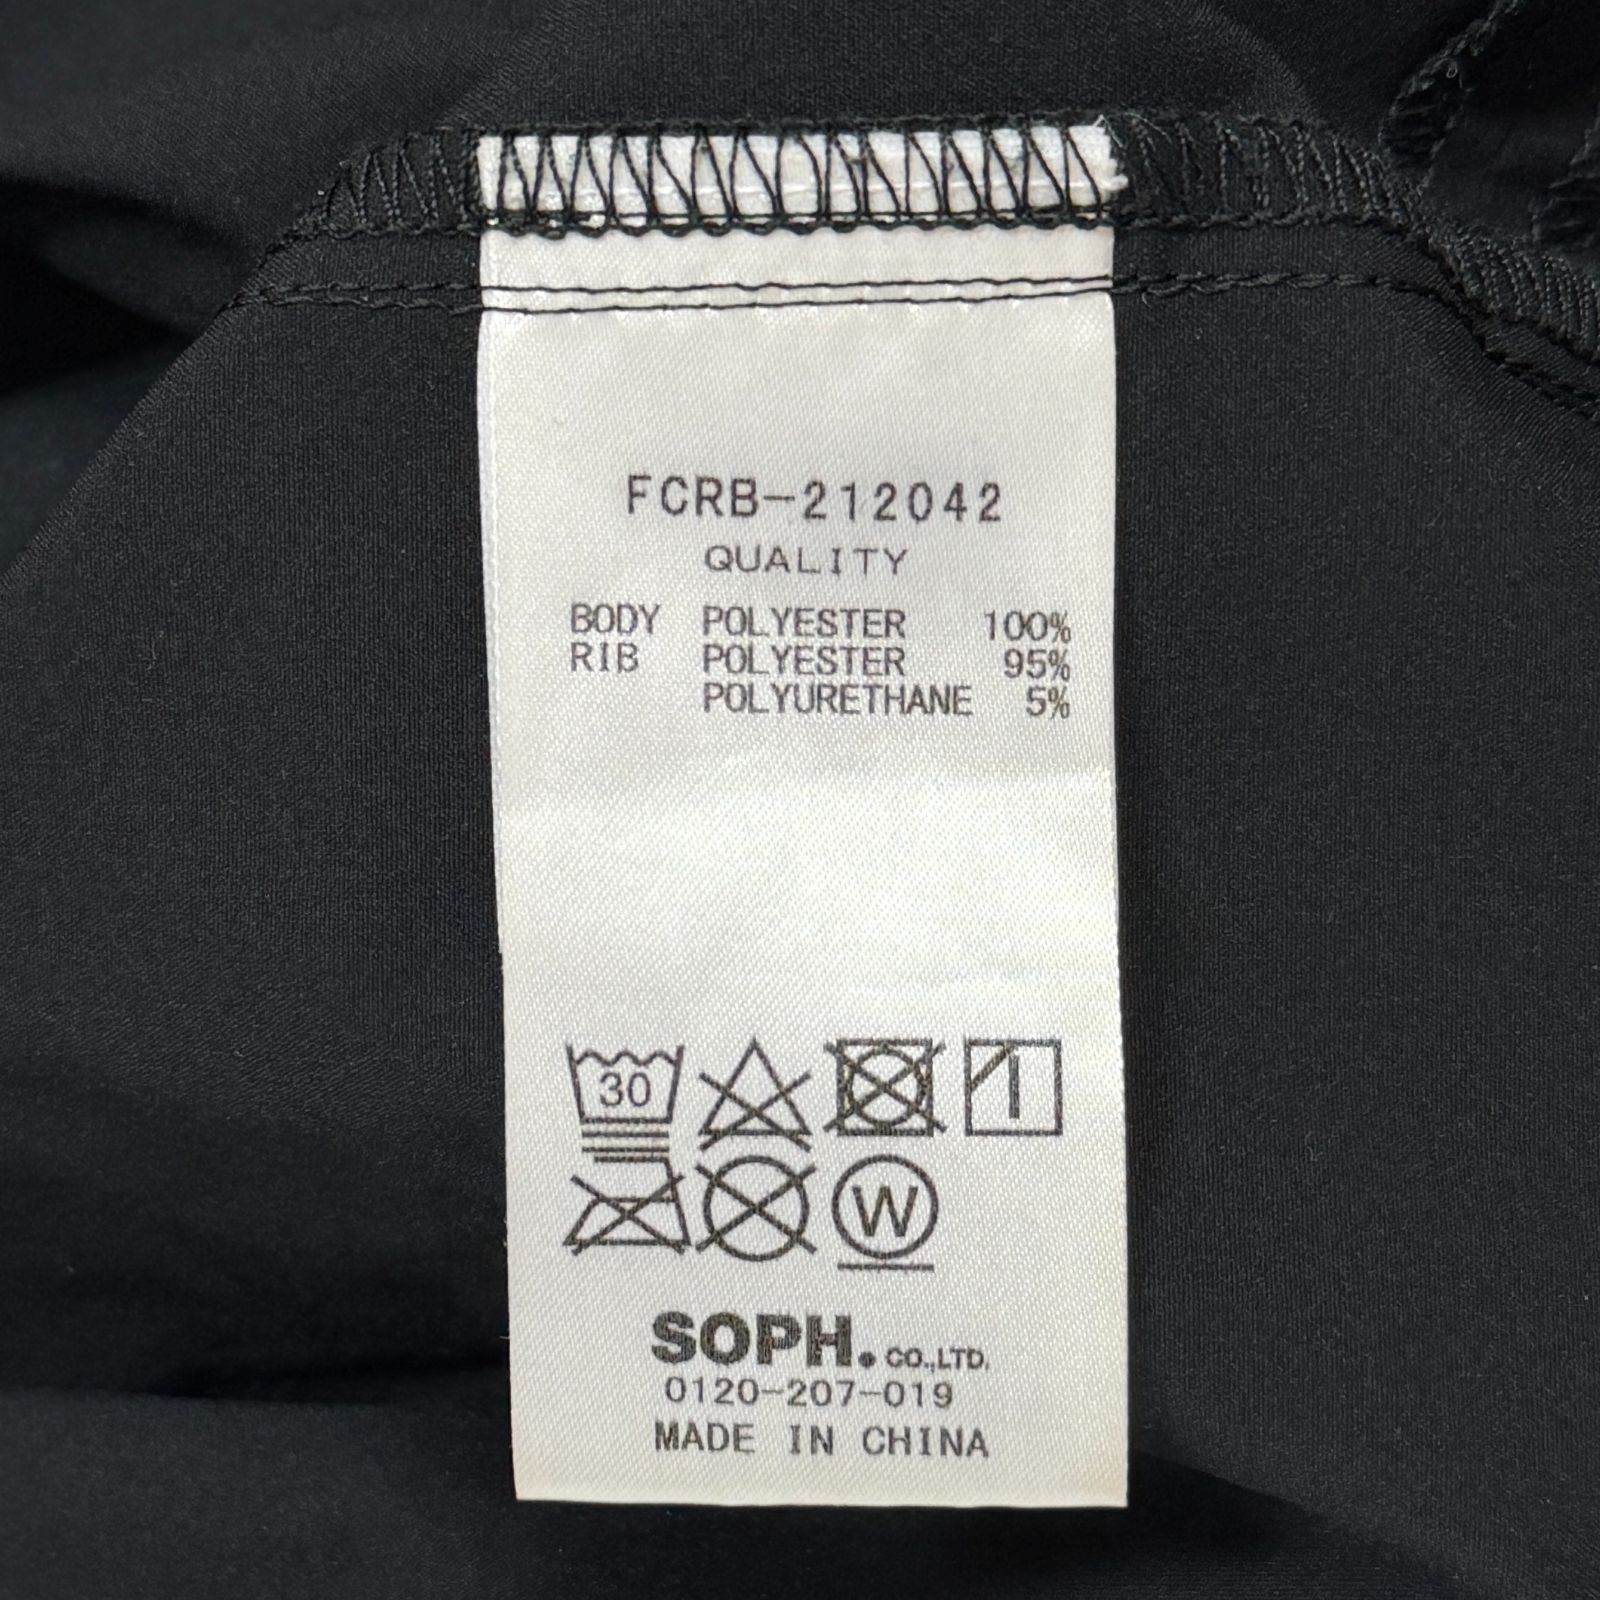 FCRB-212042
QUALITY
BODY POLYESTER 100%
RIB POLYESTER 95%
POLYURETHANE 5%
30
W
SOPH. CO.,LTD.
0120-207-019
MADE IN CHINA